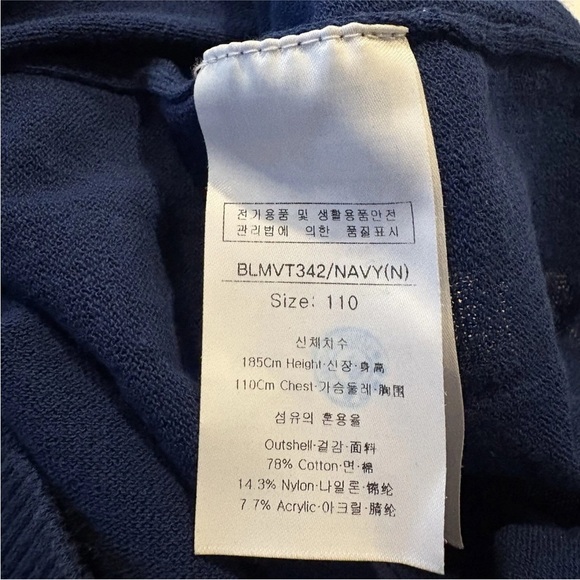 전기용품 및 생활용품안전
관리법에 의한 품질표시
BLMVT342/NAVY(N)
Size: 110
신체치수
185Cm Height·신장·身高
110Cm Chest·가슴둘레·胸围
섬유의 혼용율
Outshell·겉감·面料
78% Cotton·면·棉
14.3% Nylon·나일론·锦纶
7.7% Acrylic·아크릴·腈纶